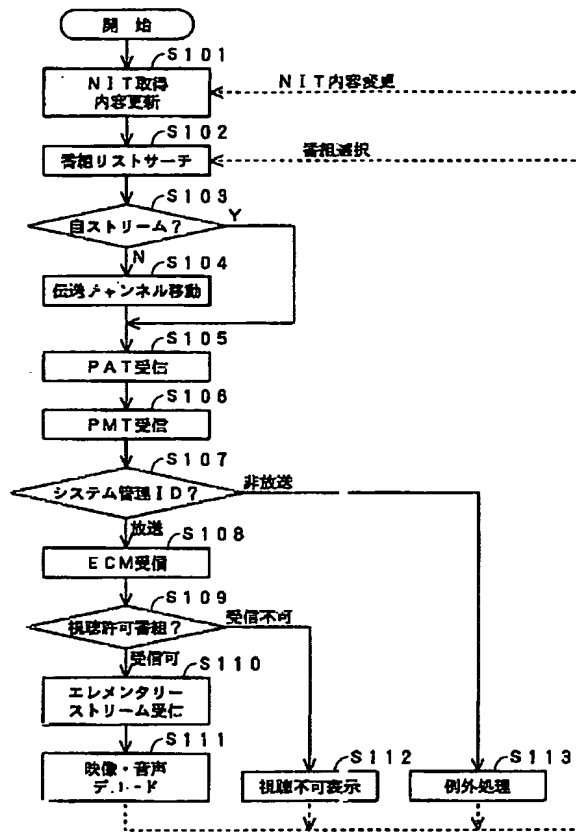 開始
S101
NIT取得
内容更新
NIT内容変更
S102
番組リストサーチ
番組選択
S103
自ストリーム?
Y
N
S104
伝送チャンネル移動
S105
PAT受信
S106
PMT受信
S107
システム管理ID?
非放送
放送
S108
ECM受信
S109
視聴許可番組?
受信不可
受信可
S110
エレメンタリー
ストリーム受信
S111
映像・音声
デコード
S112
視聴不可表示
S113
例外処理